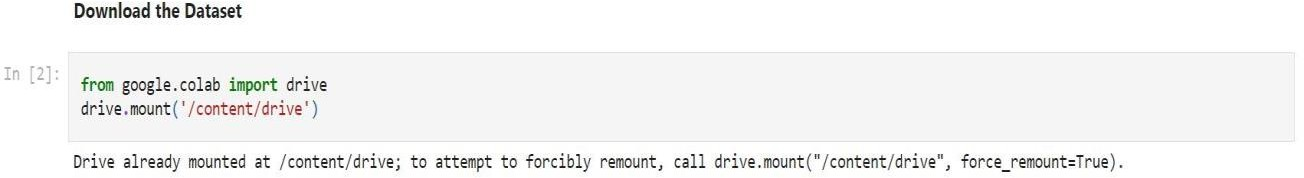 Download the Dataset
In [2]:
from google.colab import drive
drive.mount('/content/drive')
Drive already mounted at /content/drive; to attempt to forcibly remount, call drive.mount("/content/drive", force_remount=True).